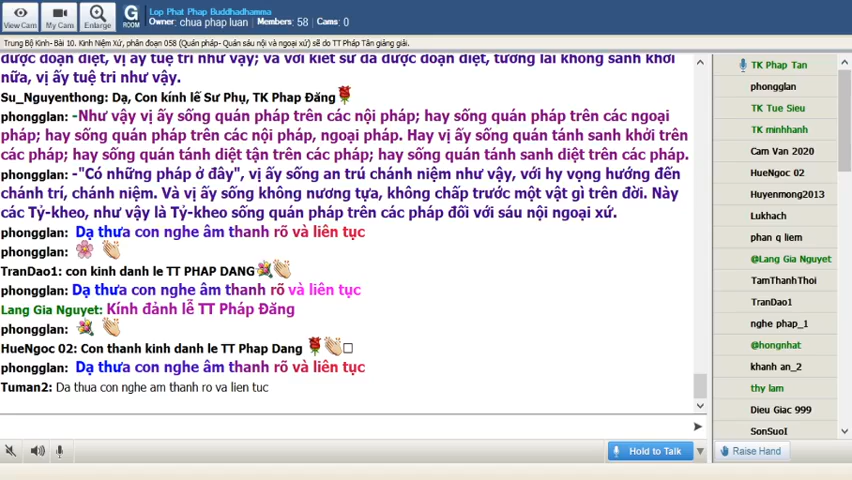 View Cam
My Cam
Enlarge
G
ROOM
Lop Phat Phap Buddhadhamma
Owner: chua phap luan
Members: 58
Cams: 0
Trung Bộ Kinh- Bài 10. Kinh Niệm Xứ, phân đoạn 058 (Quán pháp- Quán sáu nội và ngoại xứ) sẽ do TT Pháp Tân giảng giải.
được đoạn diệt, vị ấy tuệ tri như vậy; và với kiết sử đã được đoạn diệt, tương lai không sanh khởi
nữa, vị ấy tuệ tri như vậy.
Su_Nguyenthong: Dạ, Con kính lễ Sư Phụ, TK Phap Đăng
phongglan: -Như vậy vị ấy sống quán pháp trên các nội pháp; hay sống quán pháp trên các ngoại
pháp; hay sống quán pháp trên các nội pháp, ngoại pháp. Hay vị ấy sống quán tánh sanh khởi trên
các pháp; hay sống quán tánh diệt tận trên các pháp; hay sống quán tánh sanh diệt trên các pháp.
phongglan: -"Có những pháp ở đây", vị ấy sống an trú chánh niệm như vậy, với hy vọng hướng đến
chánh trí, chánh niệm. Và vị ấy sống không nương tựa, không chấp trước một vật gì trên đời. Này
các Tỷ-kheo, như vậy là Tỷ-kheo sống quán pháp trên các pháp đối với sáu nội ngoại xứ.
phongglan: Dạ thưa con nghe âm thanh rõ và liên tục
phongglan:
TranDao1: con kinh danh le TT PHAP DANG
phongglan: Dạ thưa con nghe âm thanh rõ và liên tục
Lang Gia Nguyet: Kính đảnh lễ TT Pháp Đăng
phongglan:
HueNgoc 02: Con thanh kinh danh le TT Phap Dang
phongglan: Dạ thưa con nghe âm thanh rõ và liên tục
Tuman2: Da thua con nghe am thanh ro va lien tuc
Hold to Talk
TK Phap Tan
phongglan
TK Tue Sieu
TK minhhanh
Cam Van 2020
HueNgoc 02
Huyenmong2013
Lukhach
phan q liem
@Lang Gia Nguyet
TamThanhThoi
TranDao1
nghe phap_1
@hongnhat
khanh an_2
thy lam
Dieu Giac 999
SonSuoI
Raise Hand